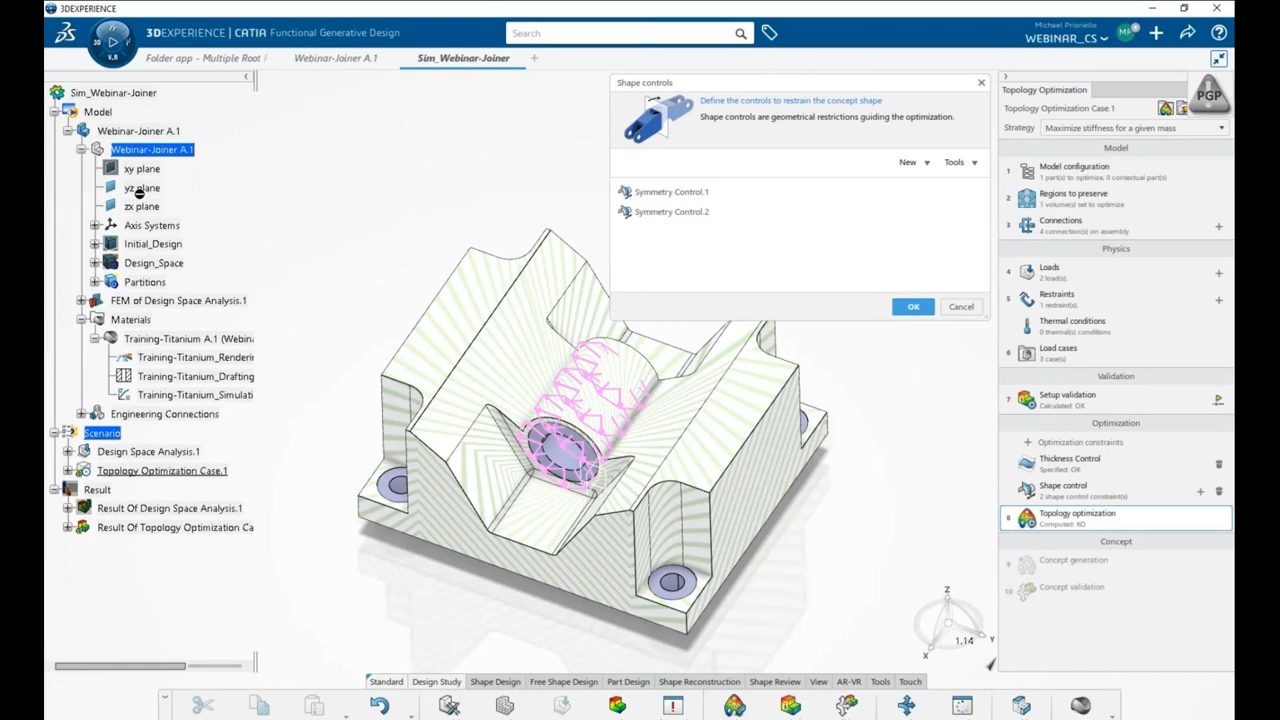 3DEXPERIENCE
3DEXPERIENCE | CATIA Functional Generative Design
Search
Michael Prioriello
WEBINAR_CS
MP
3D
V.R
Folder app - Multiple Root
Webinar-Joiner A.1
Sim_Webinar-Joiner
Sim_Webinar-Joiner
Model
Webinar-Joiner A.1
Webinar-Joiner A.1
xy plane
yz plane
zx plane
Axis Systems
Initial_Design
Design_Space
Partitions
FEM of Design Space Analysis.1
Materials
Training-Titanium A.1 (Webina
Training-Titanium_Renderin
Training-Titanium_Drafting
Training-Titanium_Simulati
Engineering Connections
Scenario
Design Space Analysis.1
Topology Optimization Case.1
Result
Result Of Design Space Analysis.1
Result Of Topology Optimization Ca
Shape controls
Define the controls to restrain the concept shape
Shape controls are geometrical restrictions guiding the optimization.
New
Tools
Symmetry Control.1
Symmetry Control.2
OK
Cancel
Topology Optimization
PGP
Topology Optimization Case.1
Strategy
Maximize stiffness for a given mass
Model
1
Model configuration
1 part(s) to optimize, 0 contextual part(s)
2
Regions to preserve
1 volume(s) set to optimize
3
Connections
4 connection(s) on assembly
Physics
4
Loads
2 load(s).
5
Restraints
1 restraint(s).
Thermal conditions
0 thermal(s) conditions
6
Load cases
3 case(s)
Validation
7
Setup validation
Calculated: OK
Optimization
Optimization constraints
Thickness Control
Specified: OK
Shape control
2 shape control constraint(s)
8
Topology optimization
Computed: KO
Concept
9
Concept generation
10
Concept validation
Z
Y
X
1.14
Standard
Design Study
Shape Design
Free Shape Design
Part Design
Shape Reconstruction
Shape Review
View
AR-VR
Tools
Touch